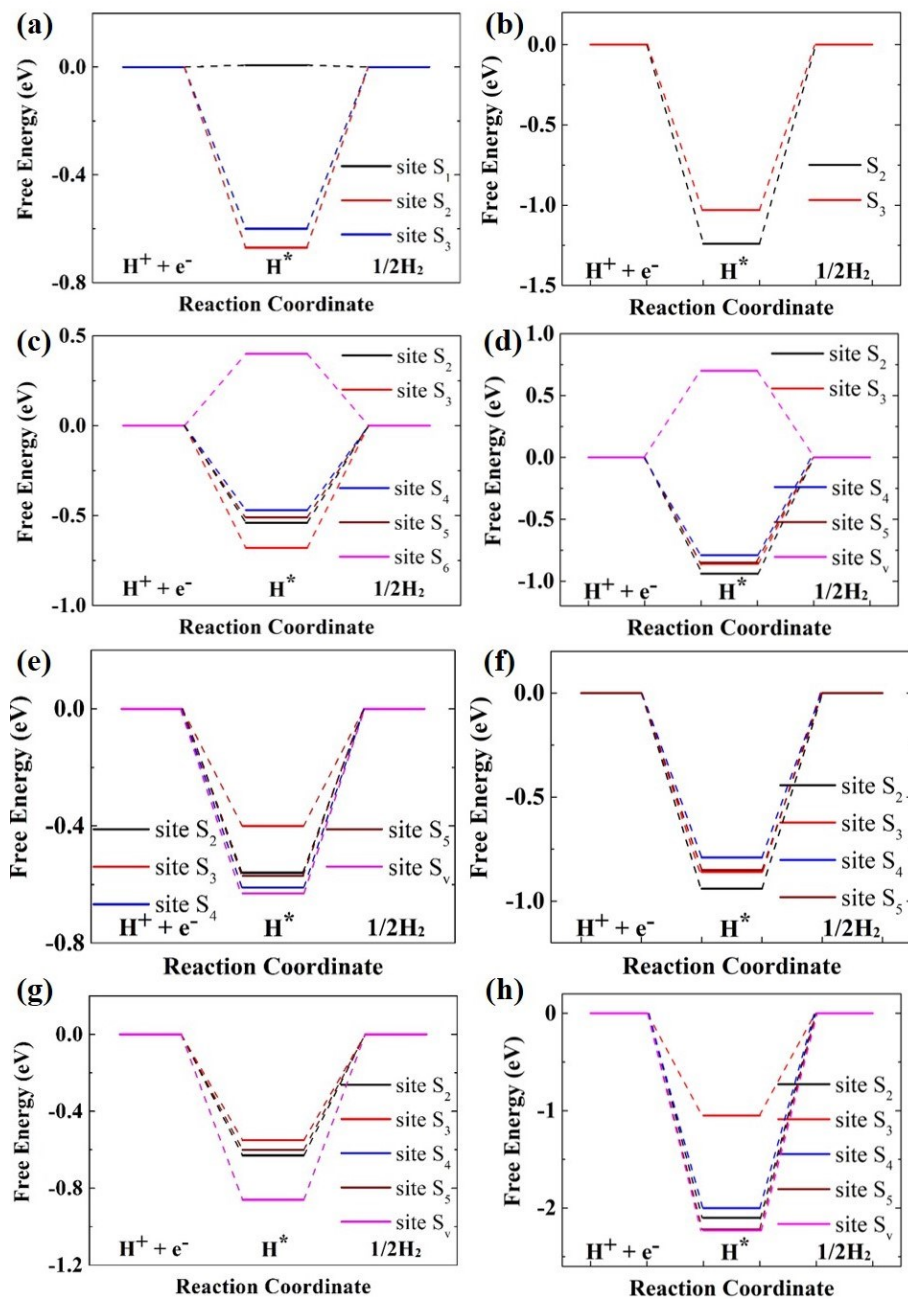 (a)
Free Energy (eV)
0.0
-0.4
-0.8
site S₁
site S₂
site S₃
H⁺ + e⁻ H* 1/2H₂
Reaction Coordinate
(b)
Free Energy (eV)
0.0
-0.5
-1.0
-1.5
S₂
S₃
H⁺ + e⁻ H* 1/2H₂
Reaction Coordinate
(c)
Free Energy (eV)
0.5
0.0
-0.5
-1.0
site S₂
site S₃
site S₄
site S₅
site S₆
H⁺ + e⁻ H* 1/2H₂
Reaction Coordinate
(d)
Free Energy (eV)
1.0
0.5
0.0
-0.5
-1.0
site S₂
site S₃
site S₄
site S₅
site Sᵥ
H⁺ + e⁻ H* 1/2H₂
Reaction Coordinate
(e)
Free Energy (eV)
0.0
-0.4
-0.8
site S₂
site S₃
site S₄
site S₅
site Sᵥ
H⁺ + e⁻ H* 1/2H₂
Reaction Coordinate
(f)
Free Energy (eV)
0.0
-0.5
-1.0
site S₂
site S₃
site S₄
site S₅
H⁺ + e⁻ H* 1/2H₂
Reaction Coordinate
(g)
Free Energy (eV)
0.0
-0.4
-0.8
-1.2
site S₂
site S₃
site S₄
site S₅
site Sᵥ
H⁺ + e⁻ H* 1/2H₂
Reaction Coordinate
(h)
Free Energy (eV)
0
-1
-2
site S₂
site S₃
site S₄
site S₅
site Sᵥ
H⁺ + e⁻ H* 1/2H₂
Reaction Coordinate